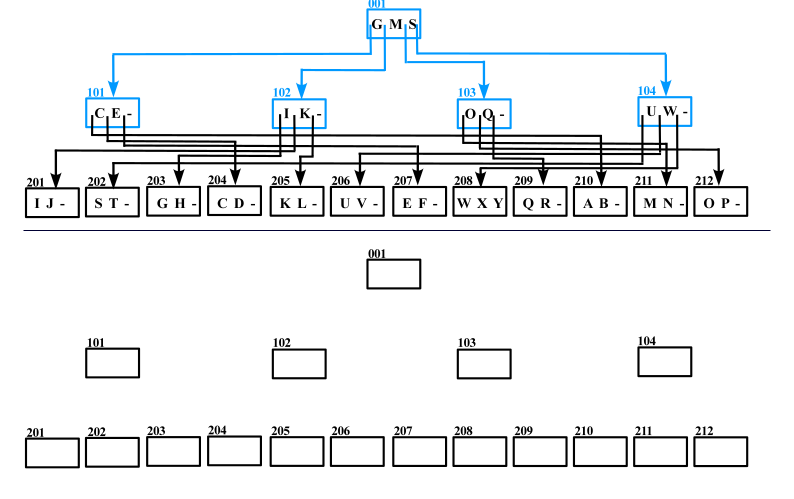 001
G M S
101 102 103 104
C E - I K - O Q - U W -
201 202 203 204 205 206 207 208 209 210 211 212
I J - S T - G H - C D - K L - U V - E F - W X Y Q R - A B - M N - O P -
001
101 102 103 104
201 202 203 204 205 206 207 208 209 210 211 212